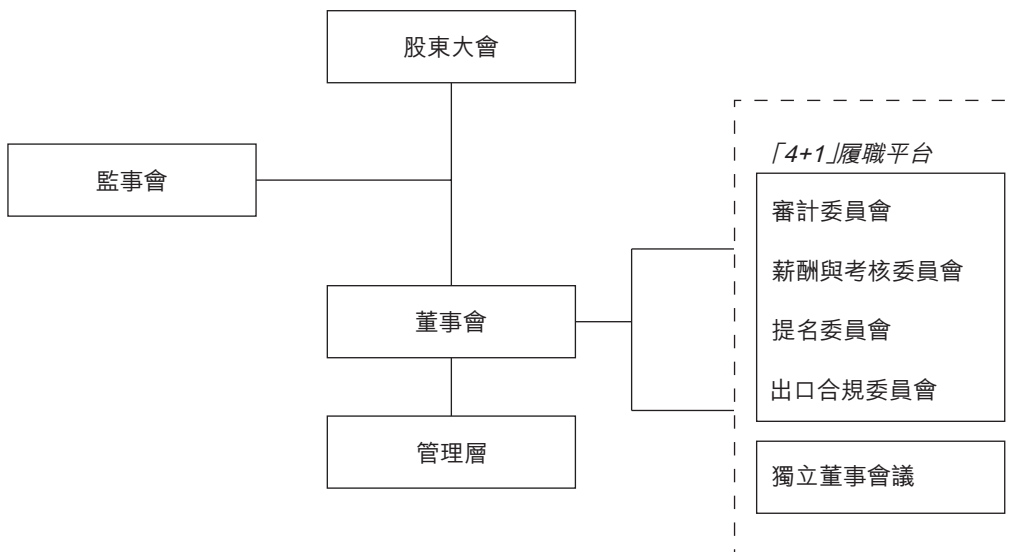 股東大會
「4+1」履職平台
監事會
審計委員會
薪酬與考核委員會
董事會
提名委員會
出口合規委員會
管理層
獨立董事會議